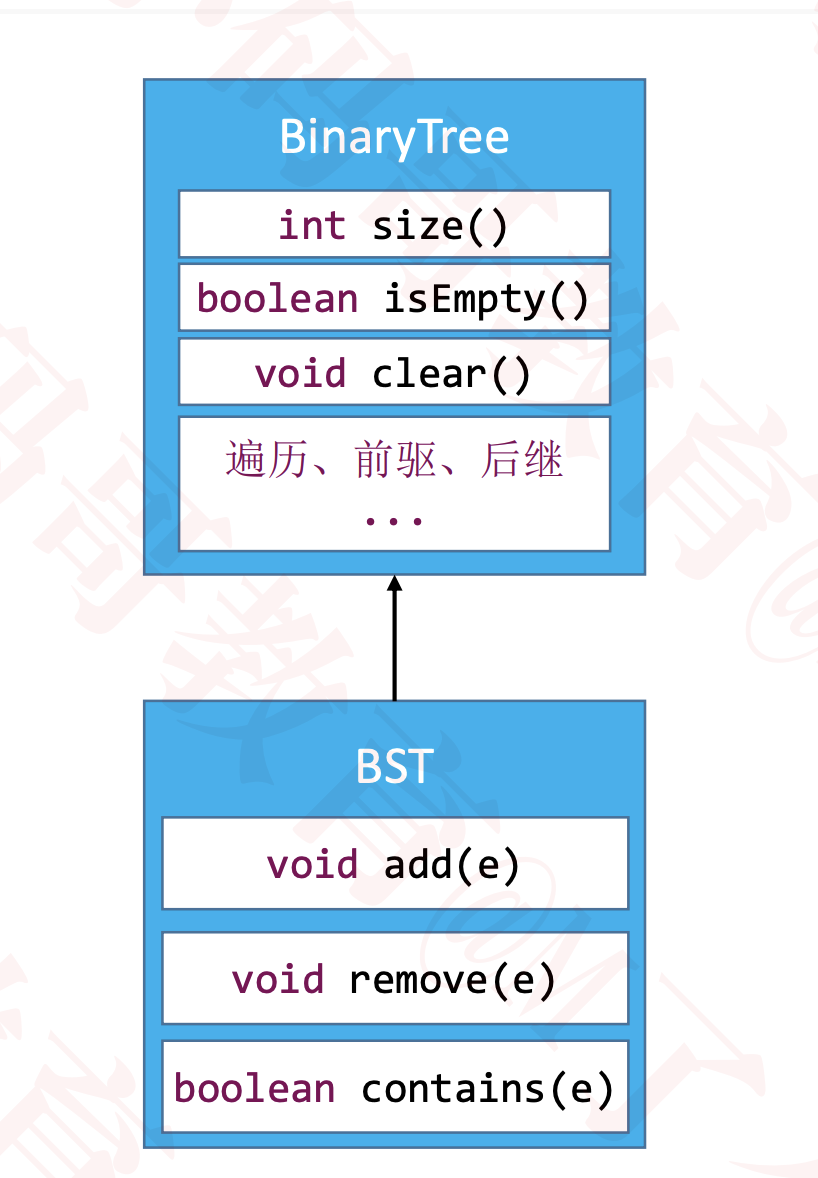 BinaryTree
int size()
boolean isEmpty()
void clear()
遍历、前驱、后继
...
BST
void add(e)
void remove(e)
boolean contains(e)